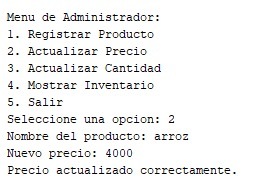 Menu de Administrador:
1. Registrar Producto
2. Actualizar Precio
3. Actualizar Cantidad
4. Mostrar Inventario
5. Salir
Seleccione una opcion: 2
Nombre del producto: arroz
Nuevo precio: 4000
Precio actualizado correctamente.